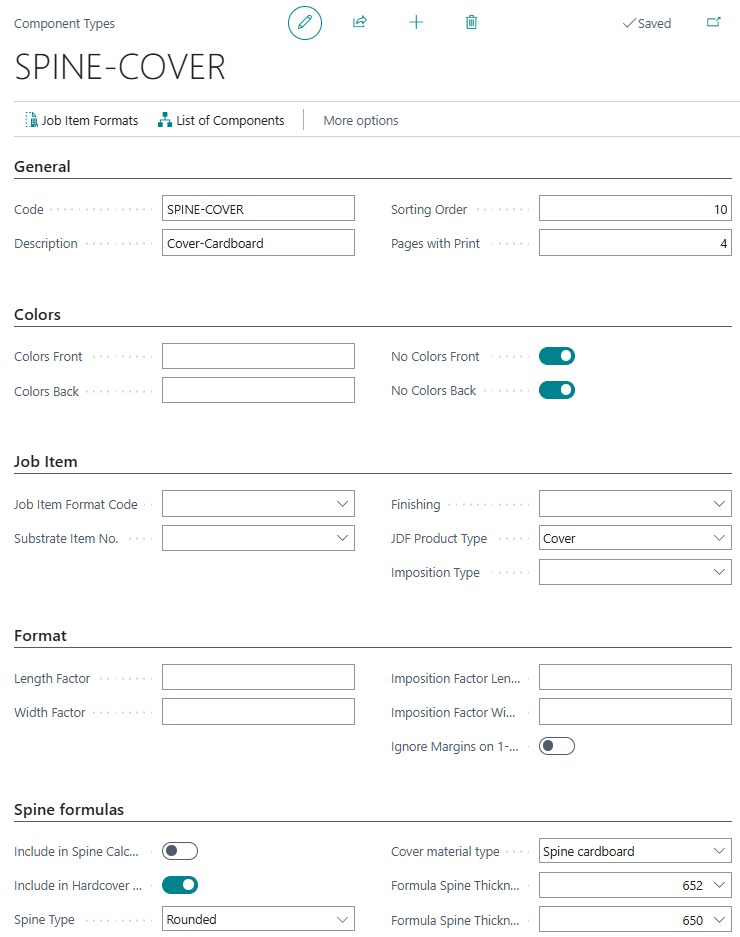 Component Types
Saved
SPINE-COVER
Job Item Formats
List of Components
More options
General
Code
SPINE-COVER
Sorting Order
10
Description
Cover-Cardboard
Pages with Print
4
Colors
Colors Front
No Colors Front
Colors Back
No Colors Back
Job Item
Job Item Format Code
Finishing
Substrate Item No.
JDF Product Type
Cover
Imposition Type
Format
Length Factor
Imposition Factor Len...
Width Factor
Imposition Factor Wi...
Ignore Margins on 1-...
Spine formulas
Include in Spine Calc...
Cover material type
Spine cardboard
Include in Hardcover ...
Formula Spine Thickn...
652
Spine Type
Rounded
Formula Spine Thickn...
650